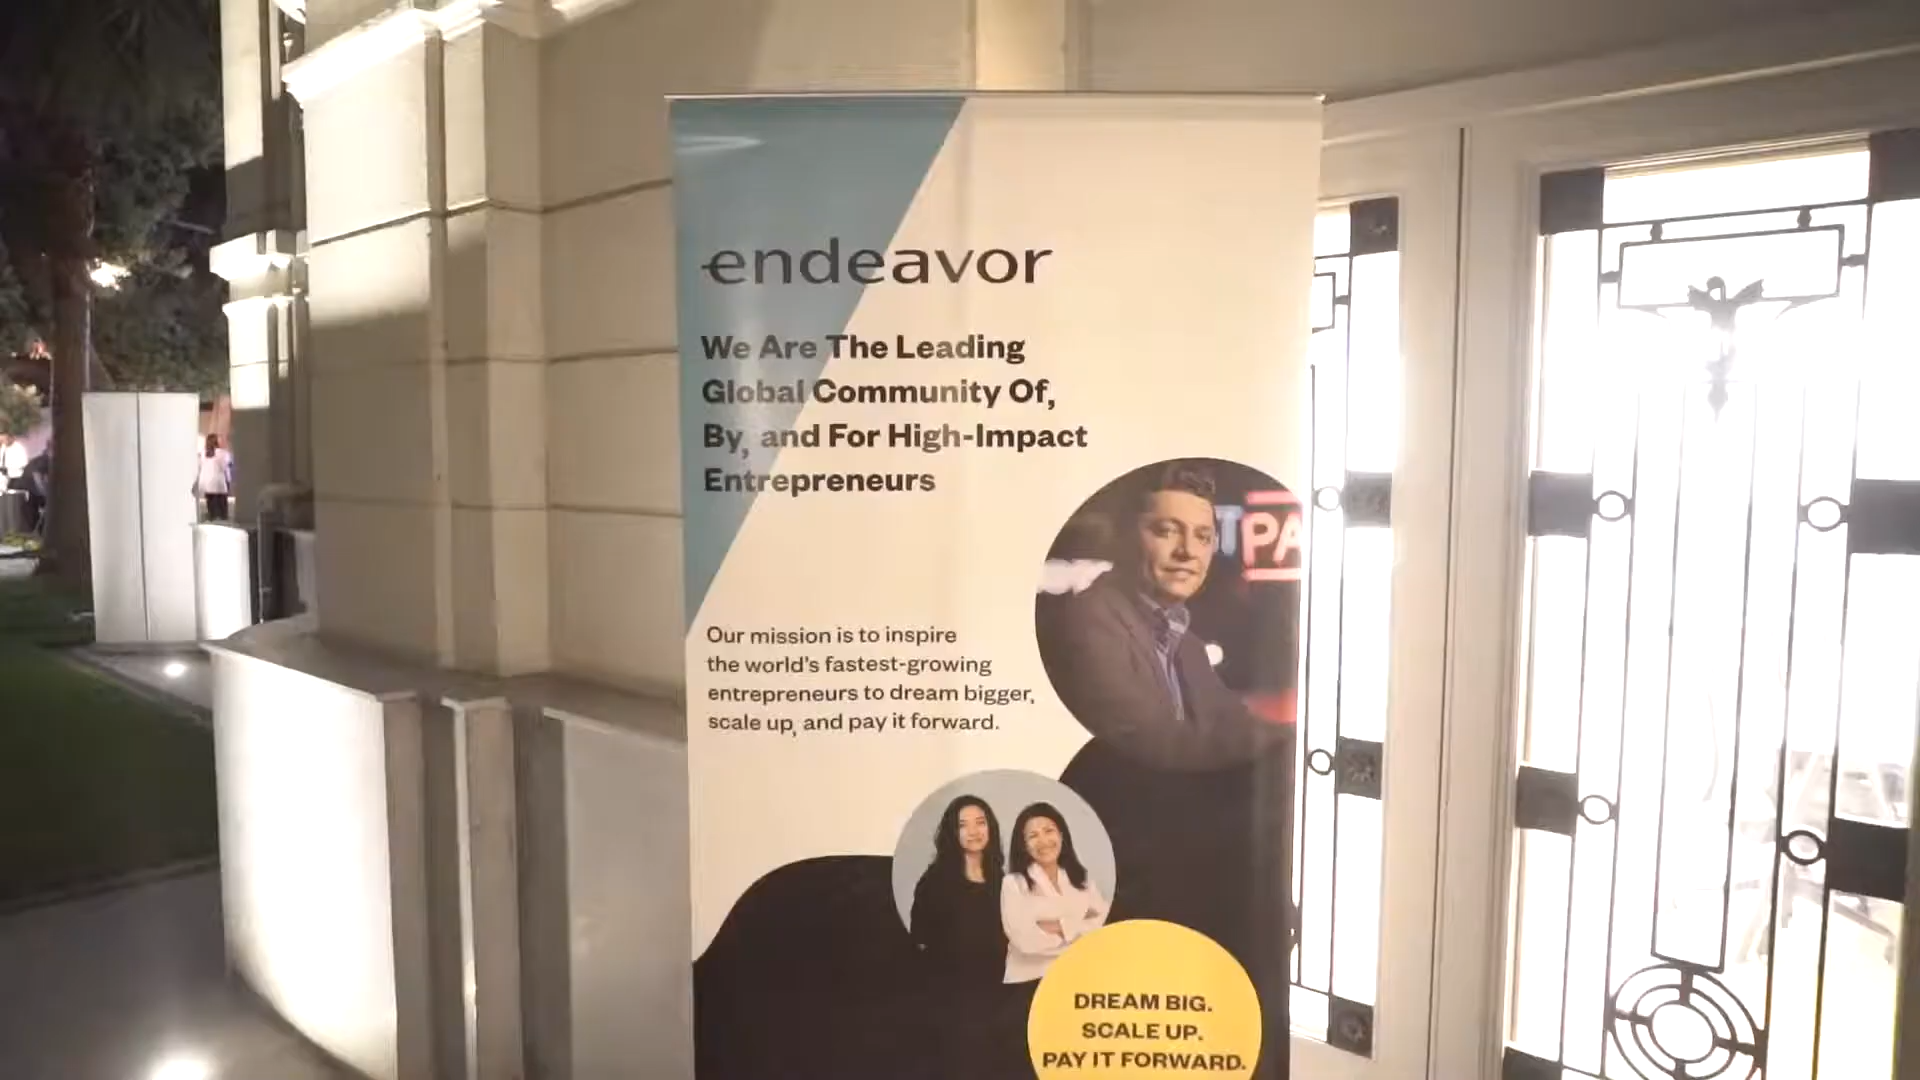 endeavor
We Are The Leading
Global Community Of,
By, and For High-Impact
Entrepreneurs
PA
Our mission is to inspire
the world's fastest-growing
entrepreneurs to dream bigger,
scale up, and pay it forward.
DREAM BIG.
SCALE UP.
PAY IT FORWARD.